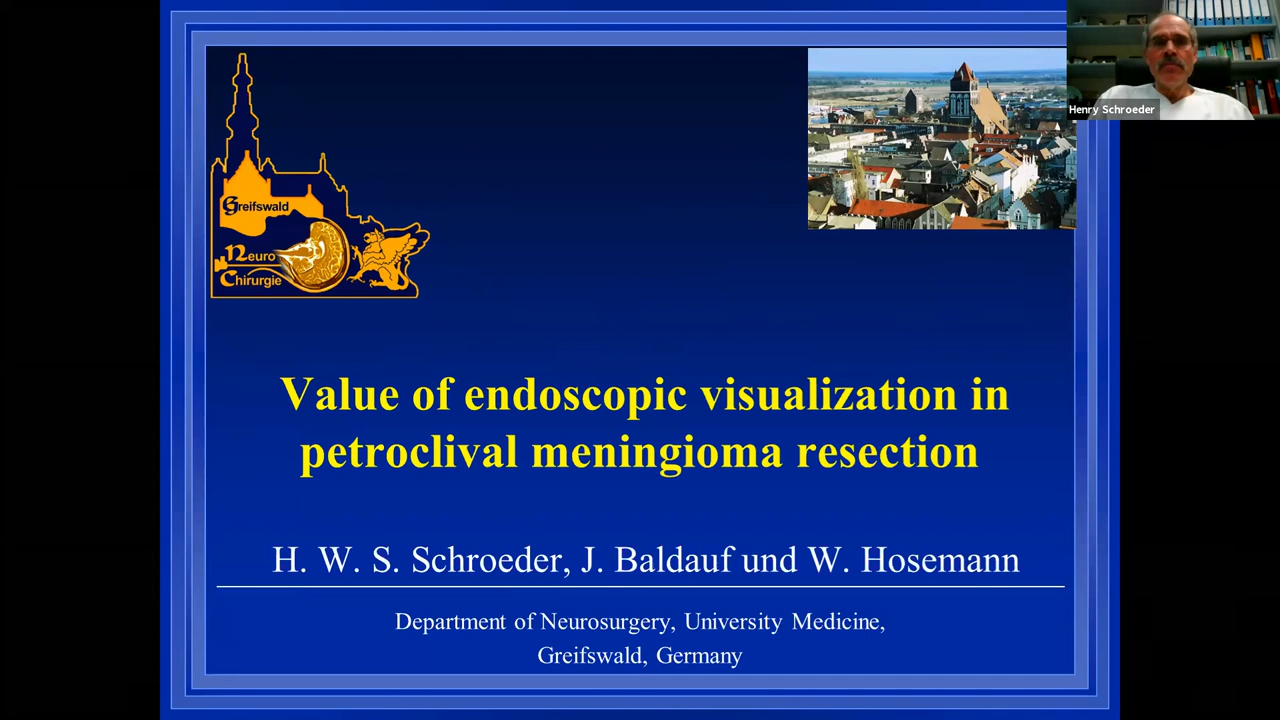 Henry Schroeder
Greifswald
Neuro
Chirurgie
Value of endoscopic visualization in
petroclival meningioma resection
H. W. S. Schroeder, J. Baldauf und W. Hosemann
Department of Neurosurgery, University Medicine,
Greifswald, Germany